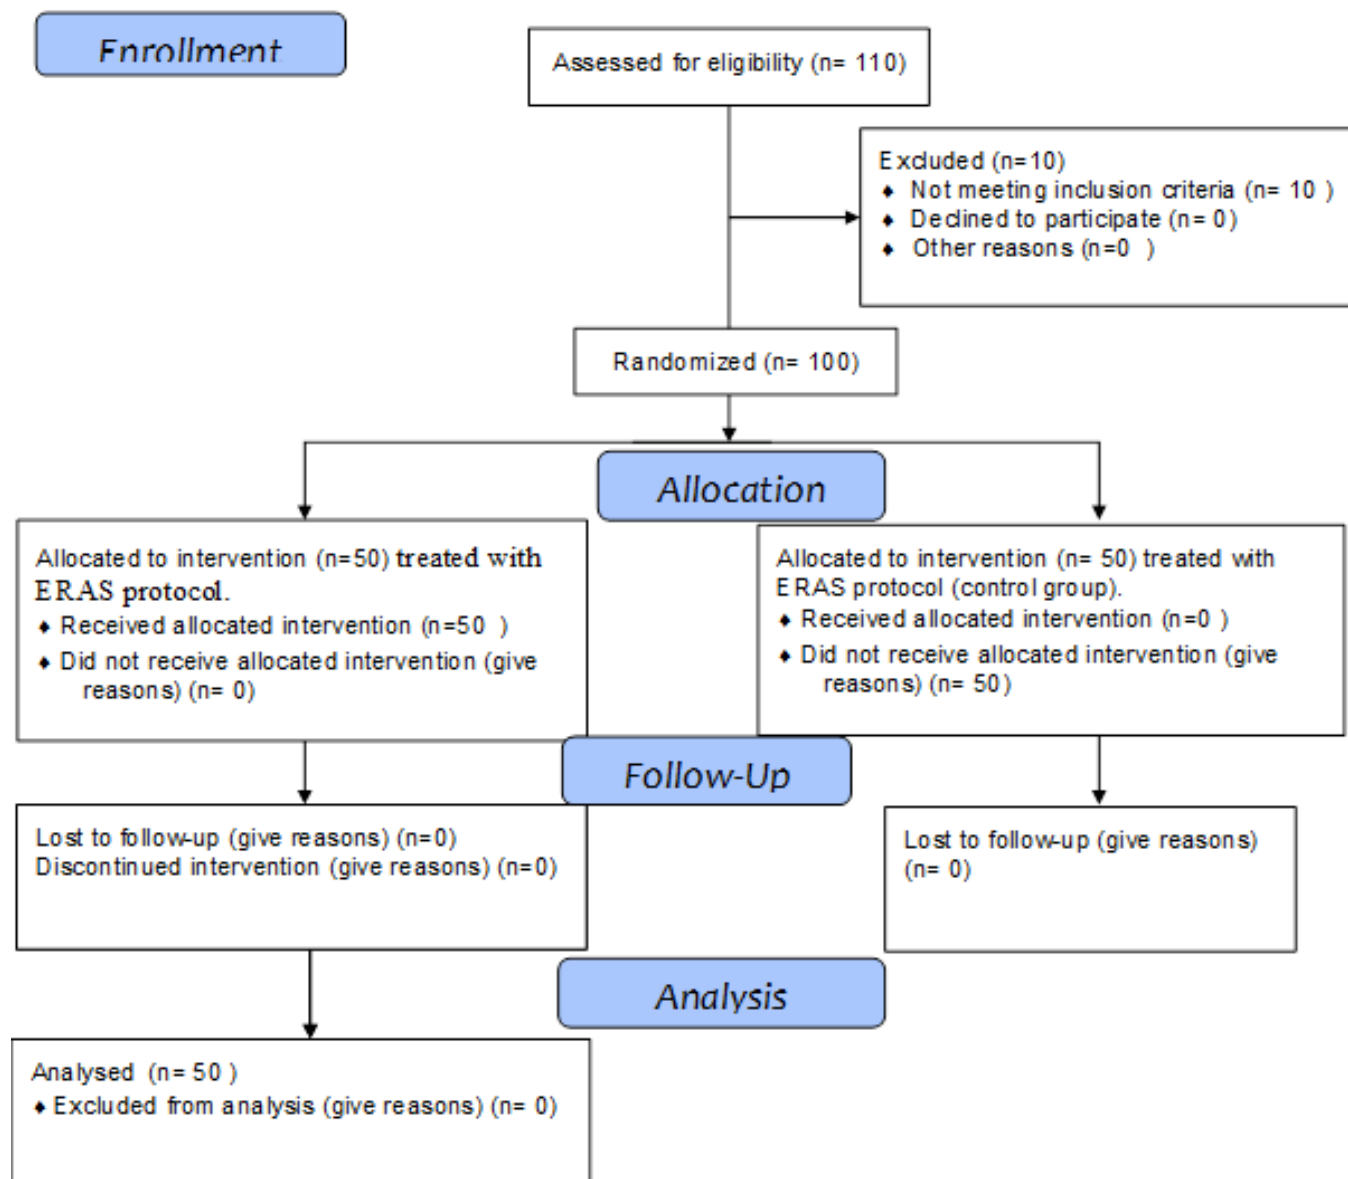 Enrollment
Assessed for eligibility (n= 110)
Excluded (n=10)
♦ Not meeting inclusion criteria (n= 10 )
♦ Declined to participate (n= 0)
♦ Other reasons (n=0 )
Randomized (n= 100)
Allocation
Allocated to intervention (n=50) treated with
ERAS protocol.
♦ Received allocated intervention (n=50 )
♦ Did not receive allocated intervention (give
reasons) (n= 0)
Allocated to intervention (n= 50) treated with
ERAS protocol (control group).
♦ Received allocated intervention (n=0 )
♦ Did not receive allocated intervention (give
reasons) (n= 50)
Follow-Up
Lost to follow-up (give reasons) (n=0)
Discontinued intervention (give reasons) (n=0)
Lost to follow-up (give reasons)
(n= 0)
Analysis
Analysed (n= 50 )
♦ Excluded from analysis (give reasons) (n= 0)